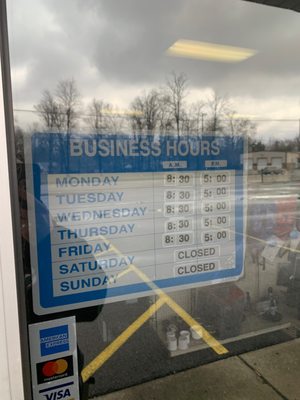 BUSINESS HOURS
A.M. P.M.
MONDAY 8:30 5:00
TUESDAY 8:30 5:00
WEDNESDAY 8:30 5:00
THURSDAY 8:30 5:00
FRIDAY 8:30 5:00
SATURDAY CLOSED
SUNDAY CLOSED
AMERICAN EXPRESS
mastercard
VISA